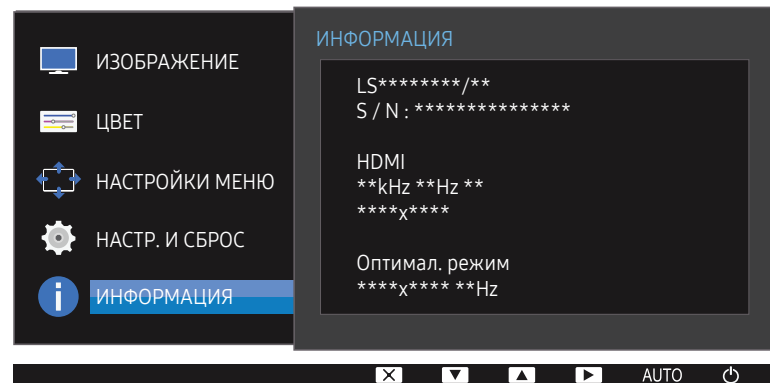 ИЗОБРАЖЕНИЕ
ЦВЕТ
НАСТРОЙКИ МЕНЮ
НАСТР. И СБРОС
ИНФОРМАЦИЯ
ИНФОРМАЦИЯ
LS********/**
S / N : ***************
HDMI
**kHz **Hz **
****x****
Оптимал. режим
****x**** **Hz
AUTO